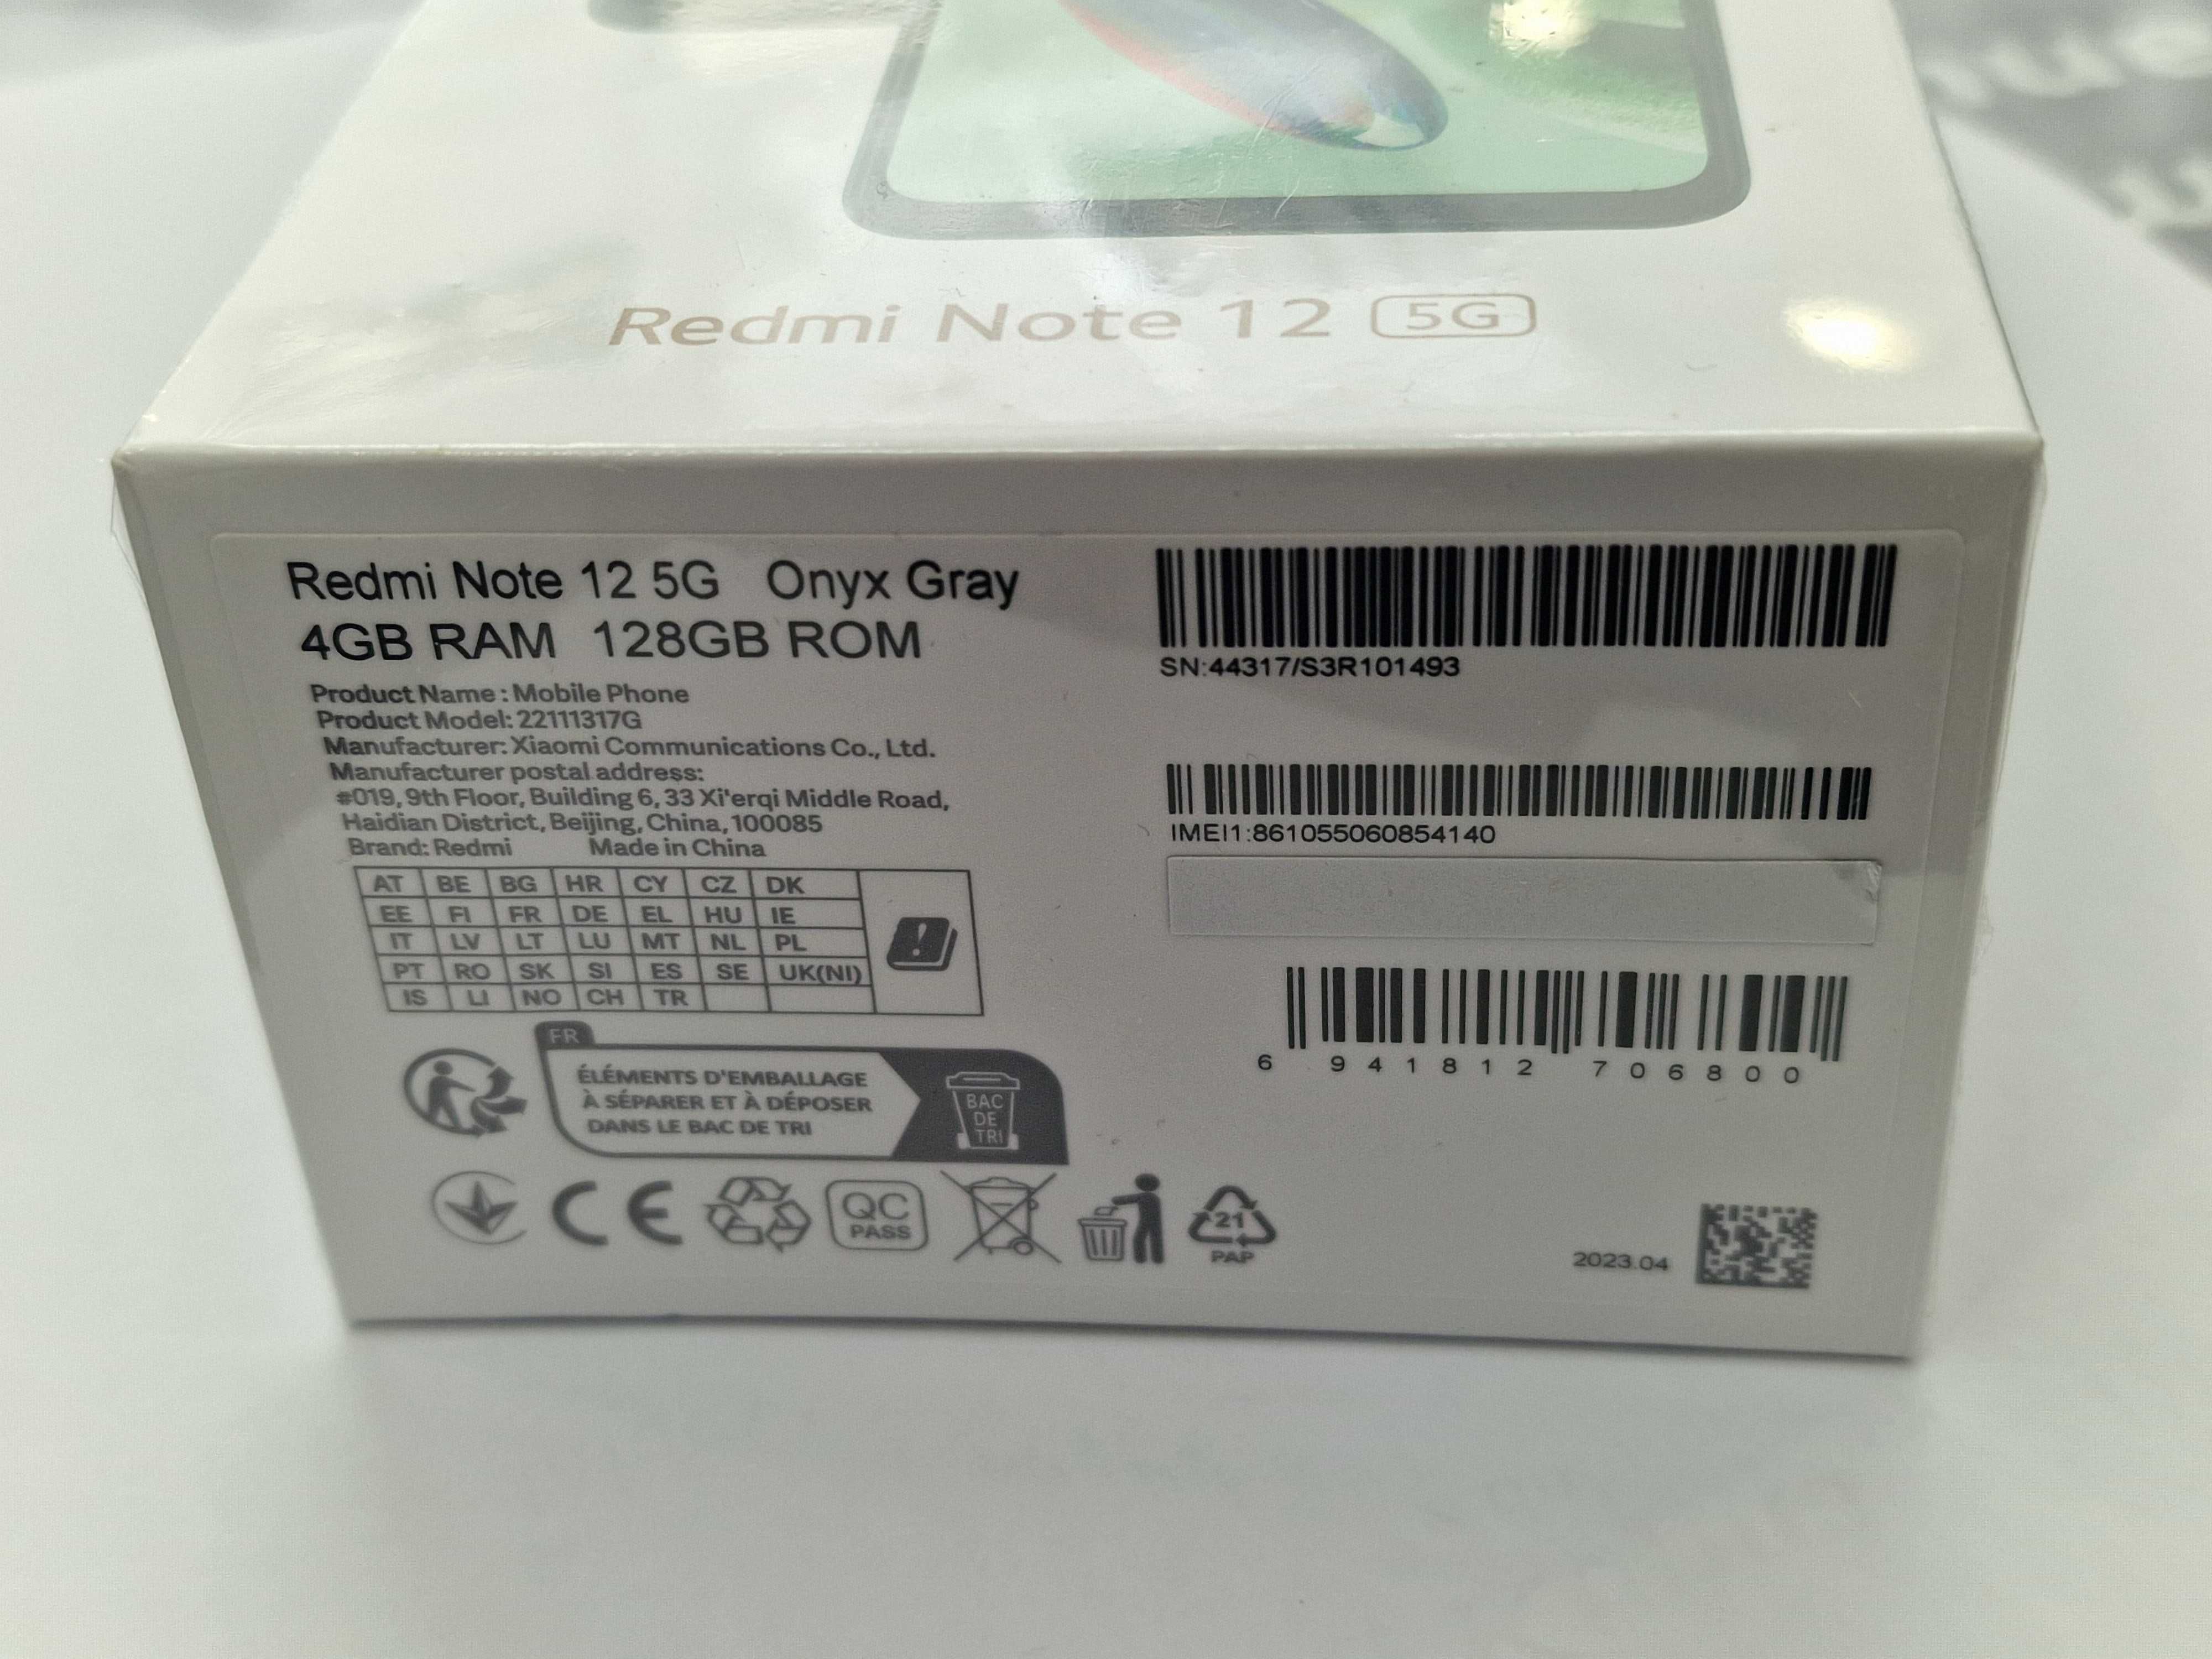 Redmi Note 12 5G
Redmi Note 12 5G Onyx Gray
4GB RAM 128GB ROM
Product Name: Mobile Phone
Product Model: 22111317G
Manufacturer: Xiaomi Communications Co., Ltd.
Manufacturer postal address:
#019, 9th Floor, Building 6, 33 Xi'erqi Middle Road,
Haidian District, Beijing, China, 100085
Brand: Redmi Made in China
AT BE BG HR CY CZ DK
EE FI FR DE EL HU IE
IT LV LT LU MT NL PL
PT RO SK SI ES SE UK(NI)
IS LI NO CH TR
FR
ÉLÉMENTS D'EMBALLAGE
À SÉPARER ET À DÉPOSER
DANS LE BAC DE TRI
BAC
DE
TRI
CE
QC
PASS
21
PAP
SN:44317/S3R101493
IMEI1:861055060854140
6 941812 706800
2023.04